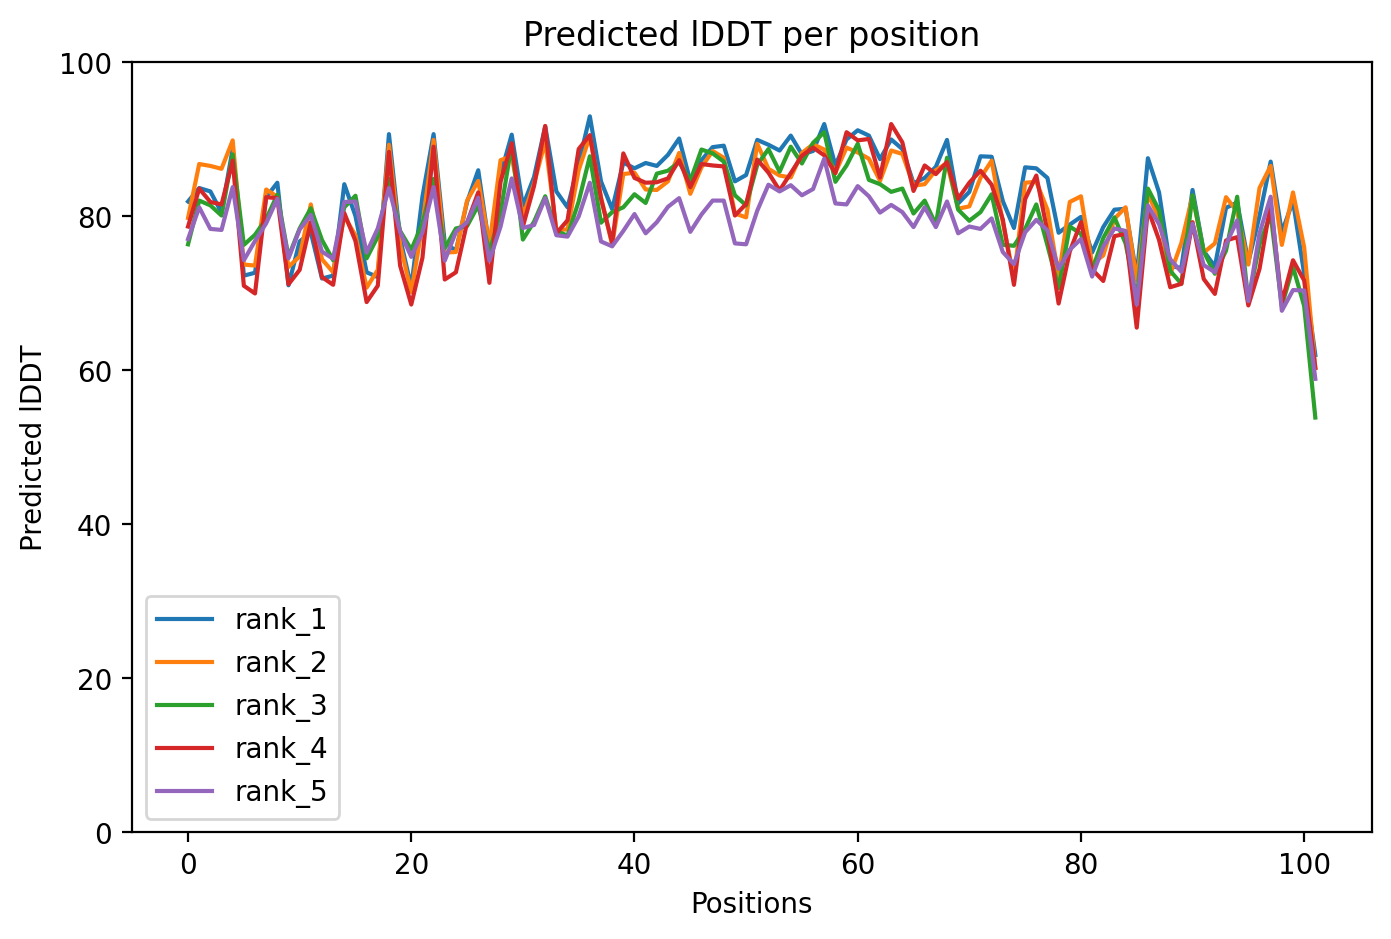 Predicted lDDT per position
100
80
60
40
20
0
Predicted lDDT
rank_1
rank_2
rank_3
rank_4
rank_5
0 20 40 60 80 100
Positions